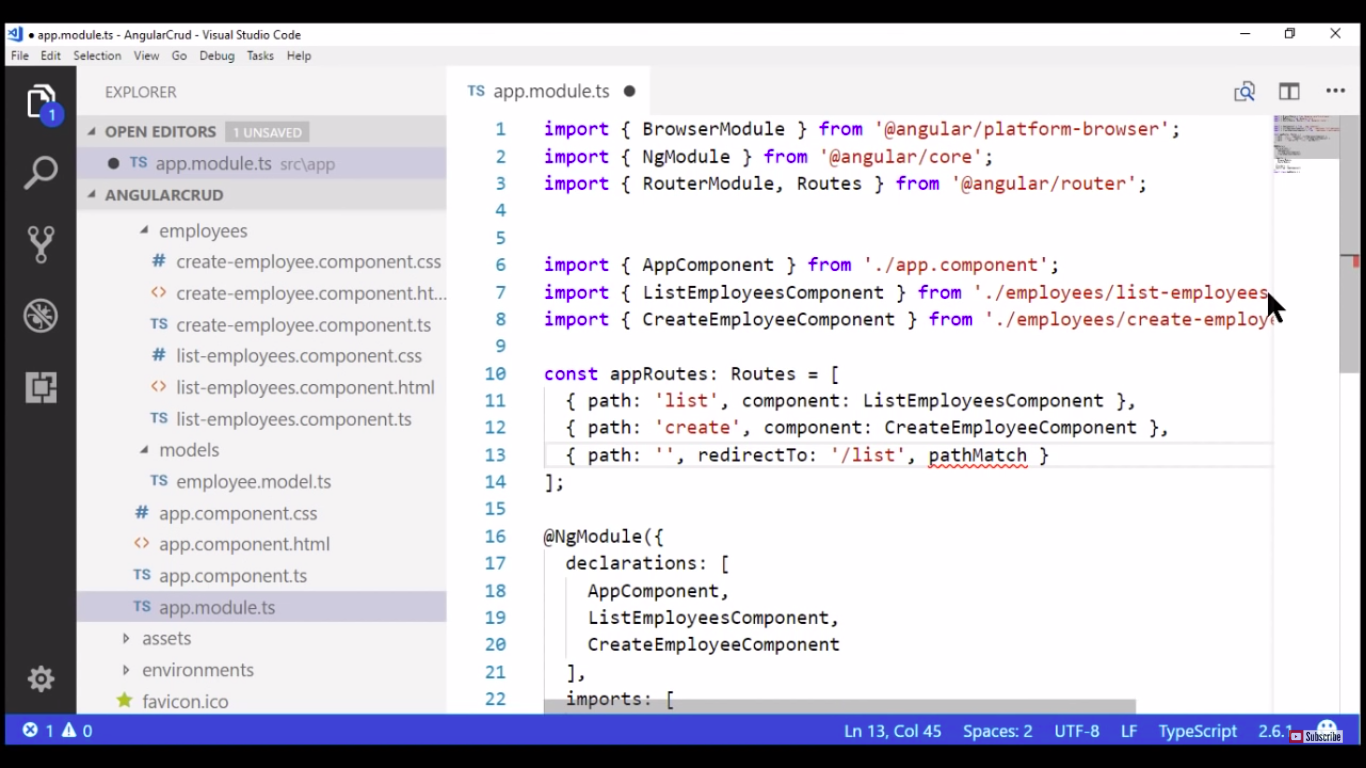 ● app.module.ts - AngularCrud - Visual Studio Code
File Edit Selection View Go Debug Tasks Help
EXPLORER
OPEN EDITORS 1 UNSAVED
● TS app.module.ts src\app
ANGULARCRUD
employees
# create-employee.component.css
<> create-employee.component.ht...
TS create-employee.component.ts
# list-employees.component.css
<> list-employees.component.html
TS list-employees.component.ts
models
TS employee.model.ts
# app.component.css
<> app.component.html
TS app.component.ts
TS app.module.ts
assets
environments
favicon.ico
1
TS app.module.ts ●
1 import { BrowserModule } from '@angular/platform-browser';
2 import { NgModule } from '@angular/core';
3 import { RouterModule, Routes } from '@angular/router';
4
5
6 import { AppComponent } from './app.component';
7 import { ListEmployeesComponent } from './employees/list-employees
8 import { CreateEmployeeComponent } from './employees/create-employe
9
10 const appRoutes: Routes = [
11 { path: 'list', component: ListEmployeesComponent },
12 { path: 'create', component: CreateEmployeeComponent },
13 { path: '', redirectTo: '/list', pathMatch }
14 ];
15
16 @NgModule({
17 declarations: [
18 AppComponent,
19 ListEmployeesComponent,
20 CreateEmployeeComponent
21 ],
22 imports: [
1 0 Ln 13, Col 45 Spaces: 2 UTF-8 LF TypeScript 2.6.1
Subscribe